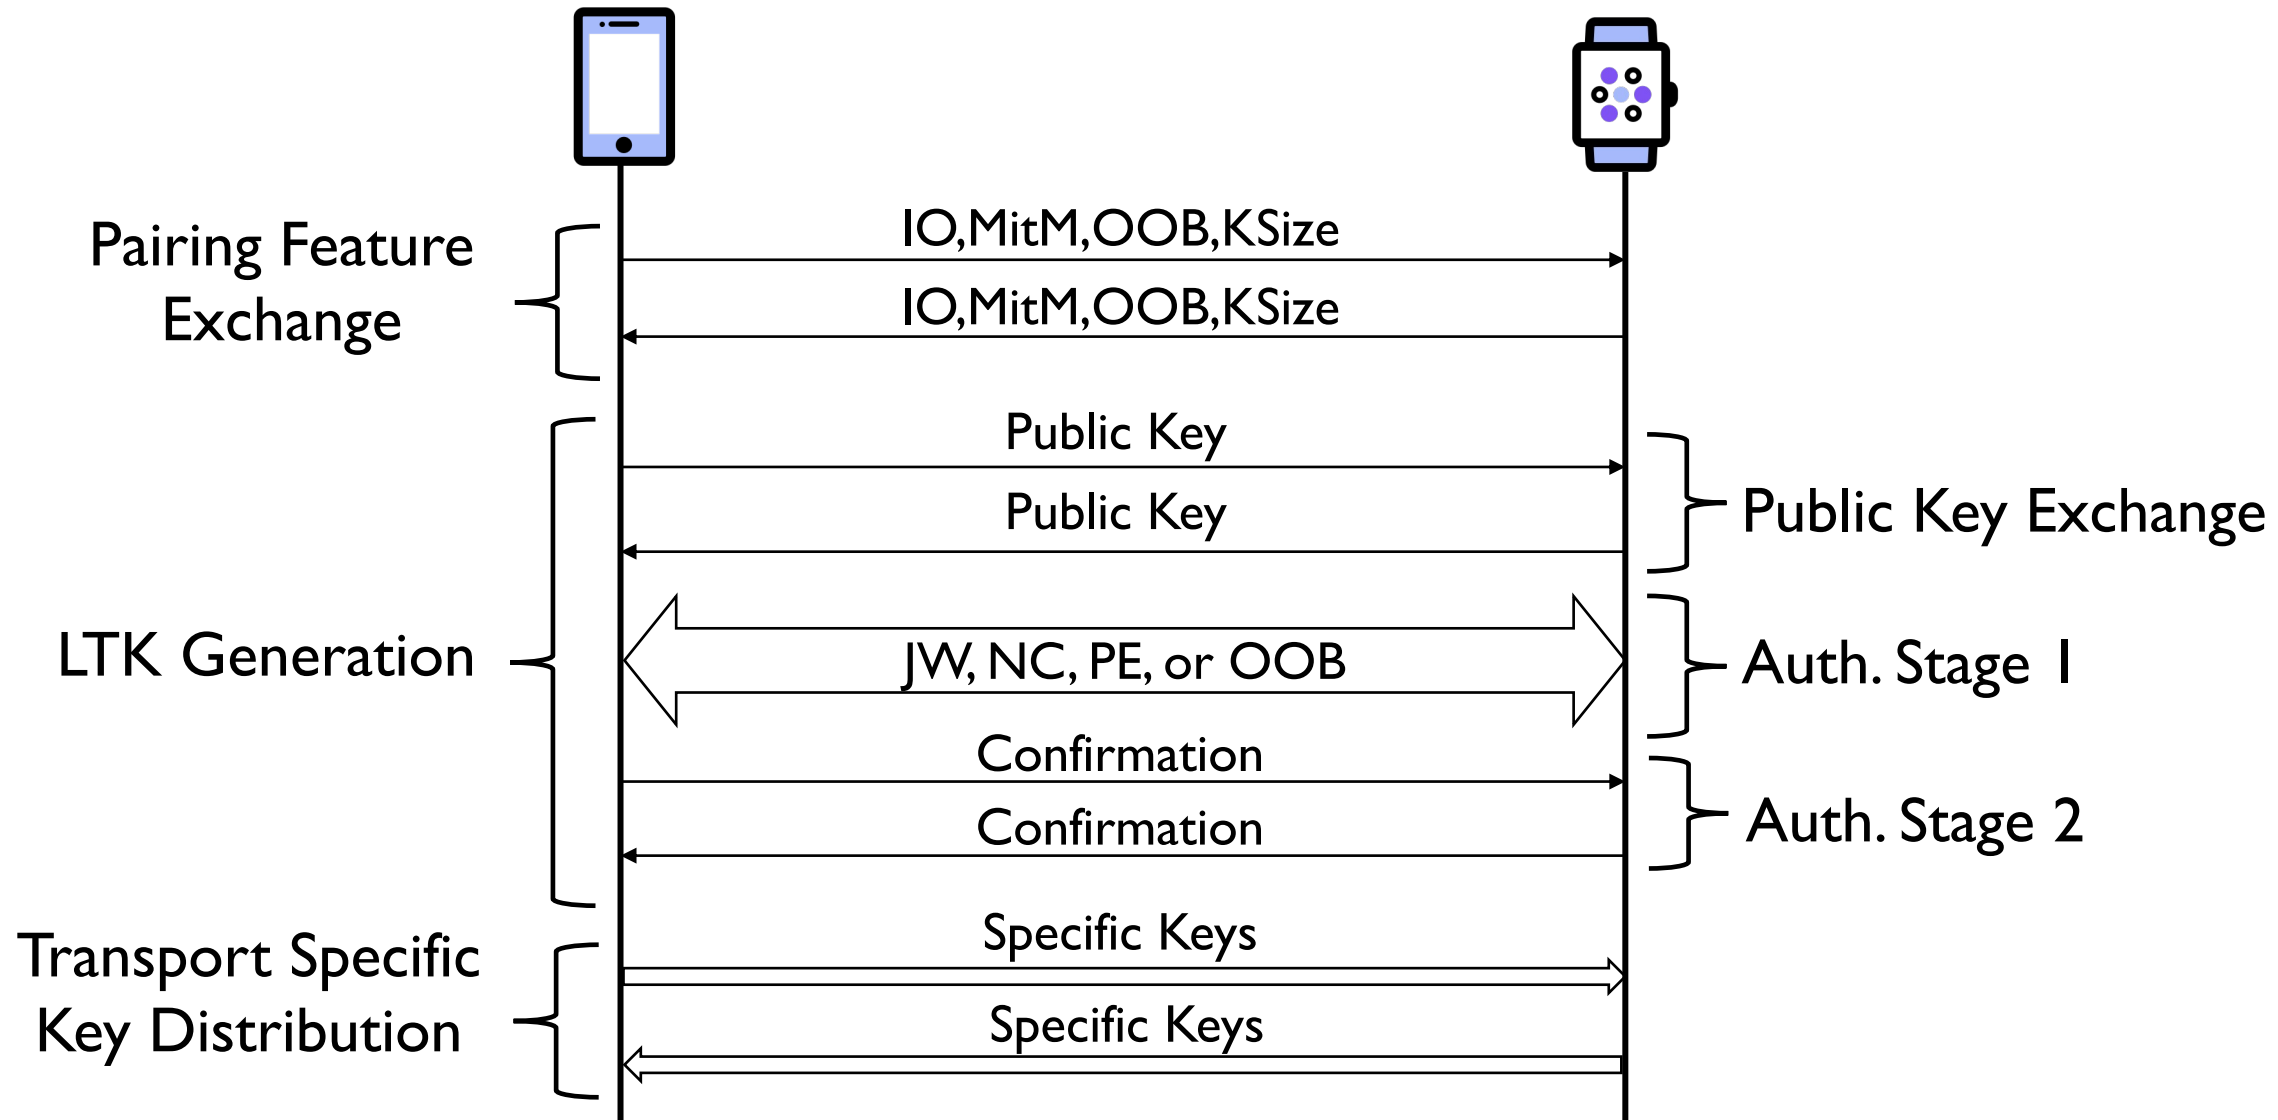 Pairing Feature
Exchange
IO,MitM,OOB,KSize
IO,MitM,OOB,KSize
LTK Generation
Public Key
Public Key
Public Key Exchange
JW, NC, PE, or OOB
Auth. Stage 1
Confirmation
Confirmation
Auth. Stage 2
Transport Specific
Key Distribution
Specific Keys
Specific Keys